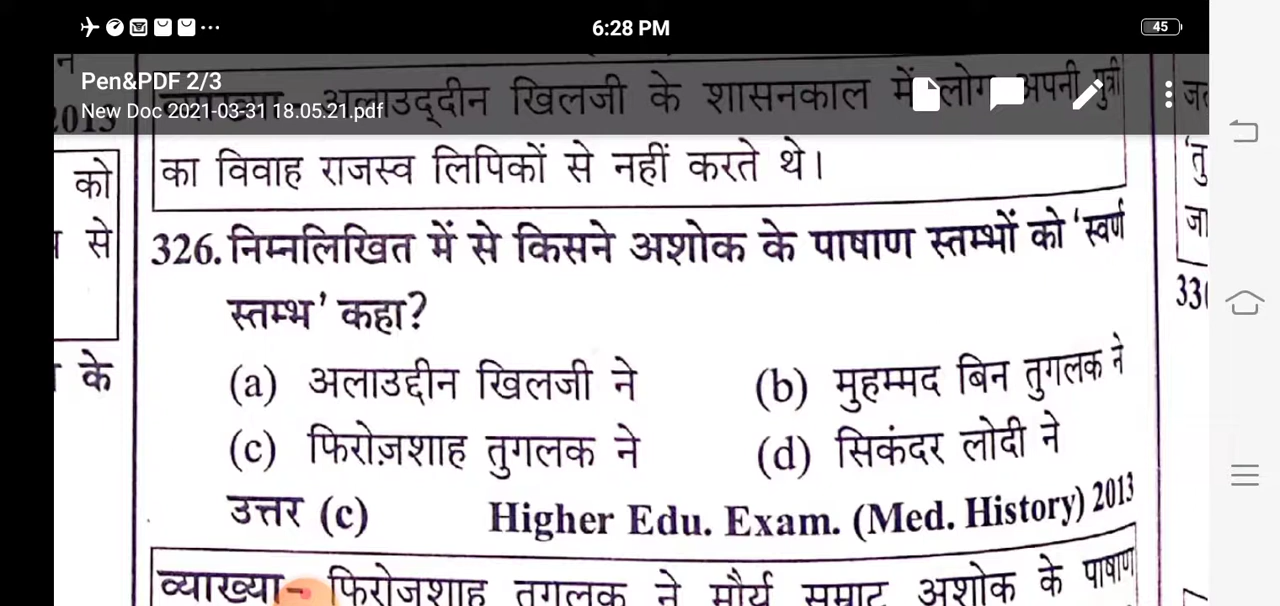 6:28 PM
45
Pen&PDF 2/3
New Doc 2021-03-31 18.05.21.pdf
अलाउद्दीन खिलजी के शासनकाल में लोग अपनी पुत्री
का विवाह राजस्व लिपिकों से नहीं करते थे।
326. निम्नलिखित में से किसने अशोक के पाषाण स्तम्भों को 'स्वर्ण
स्तम्भ' कहा?
(a) अलाउद्दीन खिलजी ने (b) मुहम्मद बिन तुगलक ने
(c) फिरोज़शाह तुगलक ने (d) सिकंदर लोदी ने
उत्तर (c) Higher Edu. Exam. (Med. History) 2013
व्याख्या- फिरोजशाह तुगलक ने मौर्य सम्राट अशोक के पाषाण
को
से
के